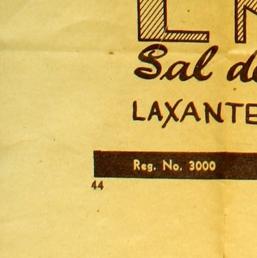 Sal d
LAXANTE
Reg. No. 3000
44